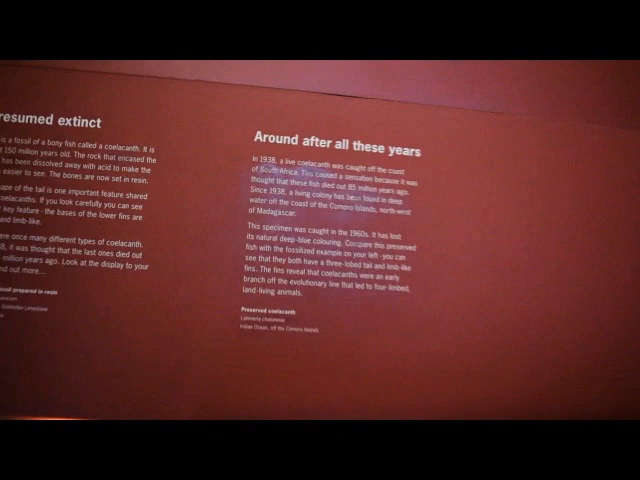 resumed extinct
is a fossil of a bony fish called a coelacanth. It is
150 million years old. The rock that encased the
has been dissolved away with acid to make the
easier to see. The bones are now set in resin.
ape of the tail is one important feature shared
coelacanths. If you look carefully you can see
key feature - the bases of the lower fins are
and limb-like.
ere once many different types of coelacanth.
8, it was thought that the last ones died out
million years ago. Look at the display to your
nd out more...
ossil prepared in resin
Around after all these years
In 1938, a live coelacanth was caught off the coast
of South Africa. This caused a sensation because it was
thought that these fish died out 85 million years ago.
Since 1938, a living colony has been found in deep
water off the coast of the Comoro Islands, north-west
of Madagascar.
This specimen was caught in the 1960s. It has lost
its natural deep-blue colouring. Compare this preserved
fish with the fossilized example on your left - you can
see that they both have a three-lobed tail and limb-like
fins. The fins reveal that coelacanths were an early
branch off the evolutionary line that led to four-limbed,
land-living animals.
Preserved coelacanth
Latimeria chalumnae
Indian Ocean, off the Comoro Islands